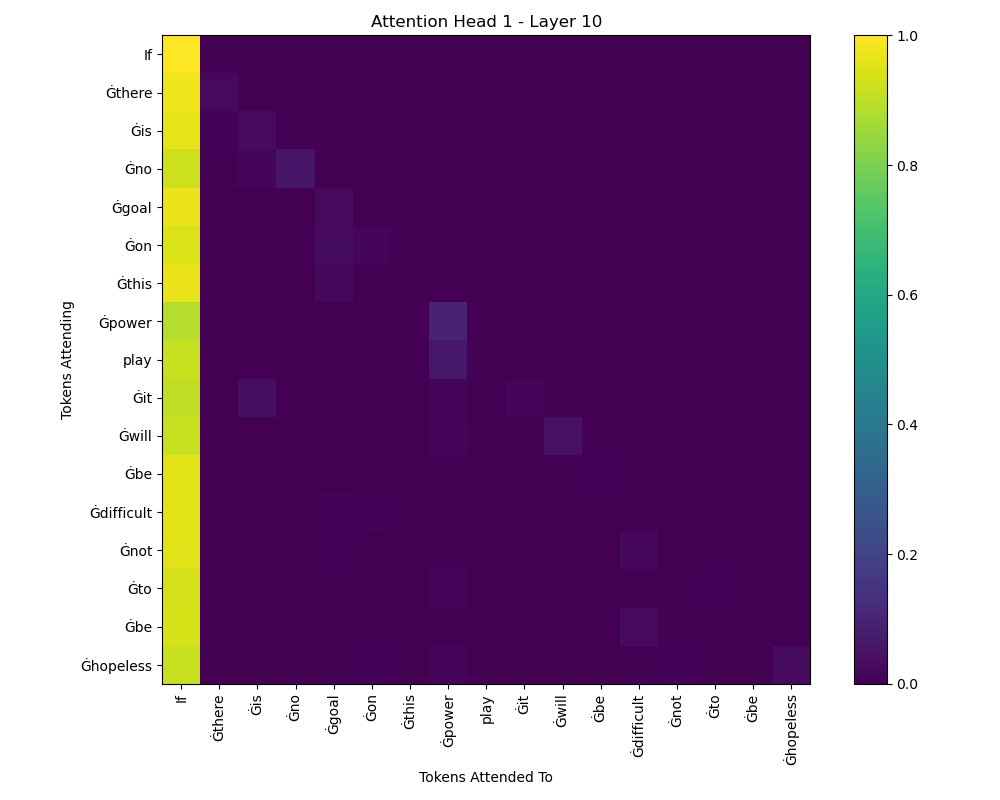 Attention Head 1 - Layer 10
Tokens Attending
If
Ġthere
Ġis
Ġno
Ġgoal
Ġon
Ġthis
Ġpower
play
Ġit
Ġwill
Ġbe
Ġdifficult
Ġnot
Ġto
Ġbe
Ġhopeless
If
Ġthere
Ġis
Ġno
Ġgoal
Ġon
Ġthis
Ġpower
play
Ġit
Ġwill
Ġbe
Ġdifficult
Ġnot
Ġto
Ġbe
Ġhopeless
Tokens Attended To
1.0
0.8
0.6
0.4
0.2
0.0